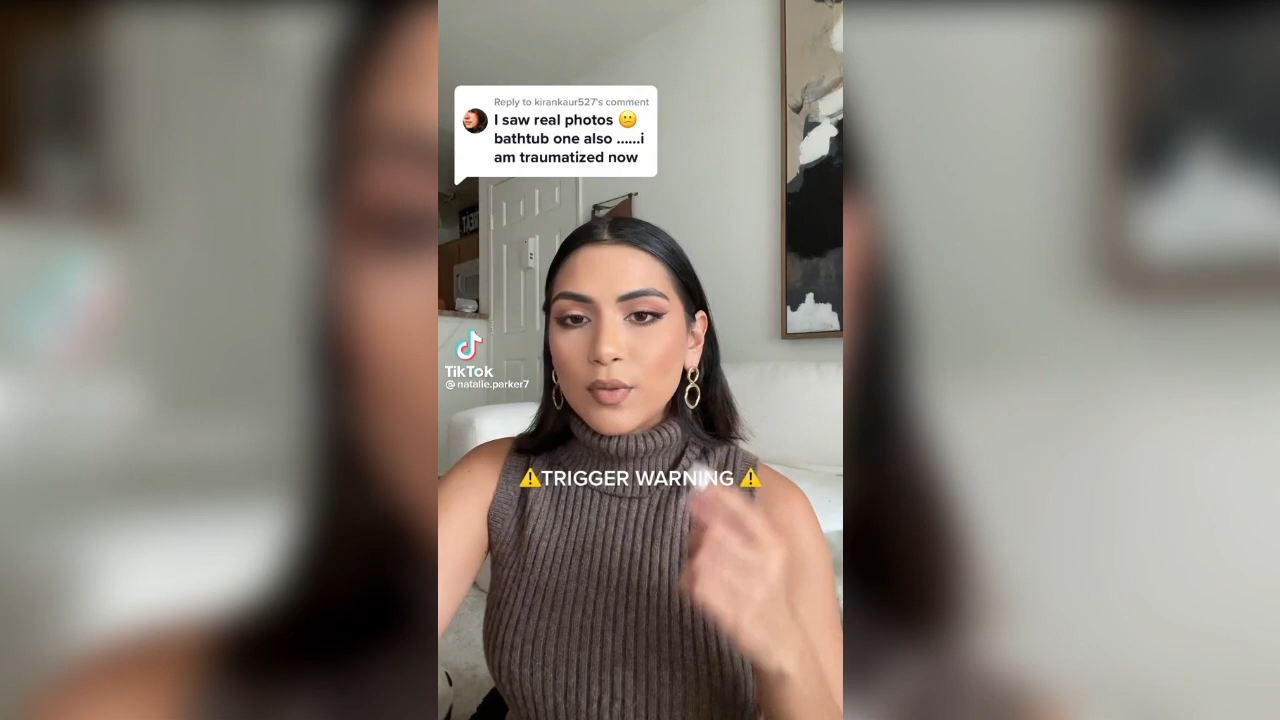 Reply to kirankaur527's comment
I saw real photos 😕
bathtub one also ......i
am traumatized now
TikTok
@natalie.parker7
⚠️TRIGGER WARNING ⚠️